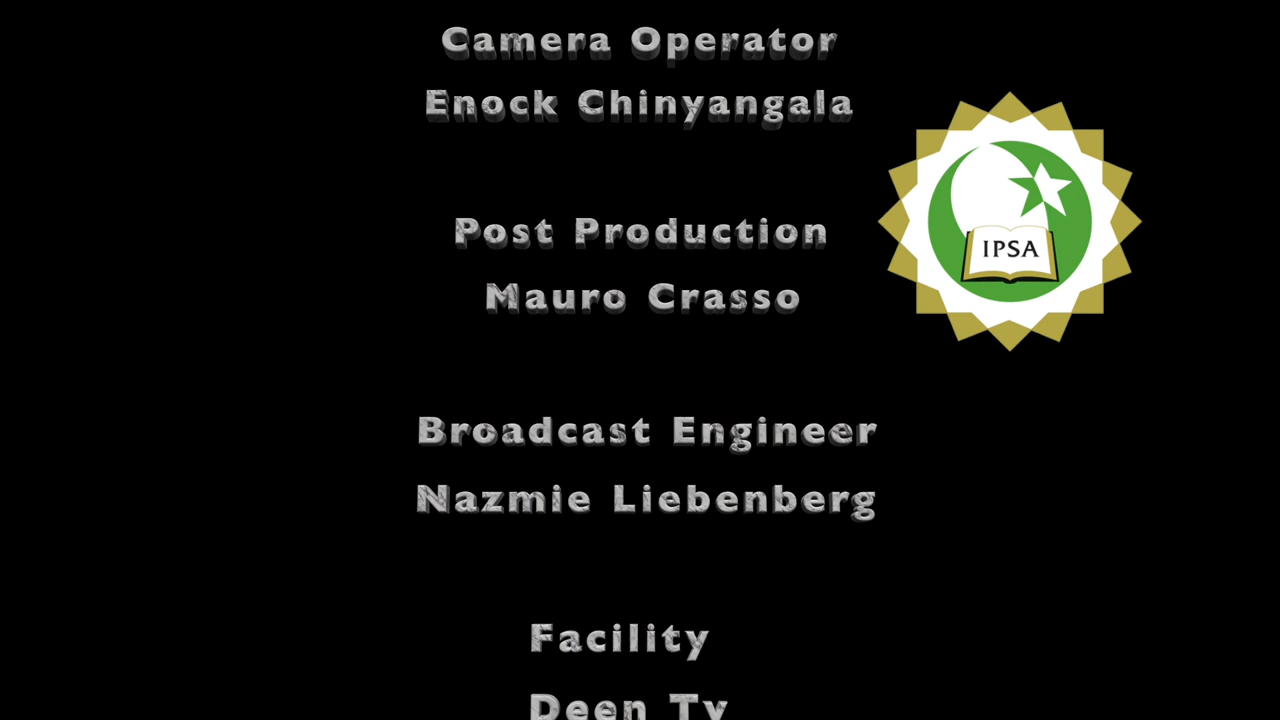 Camera Operator
Enock Chinyangala
Post Production
Mauro Crasso
IPSA
Broadcast Engineer
Nazmie Liebenberg
Facility
Deen Tv